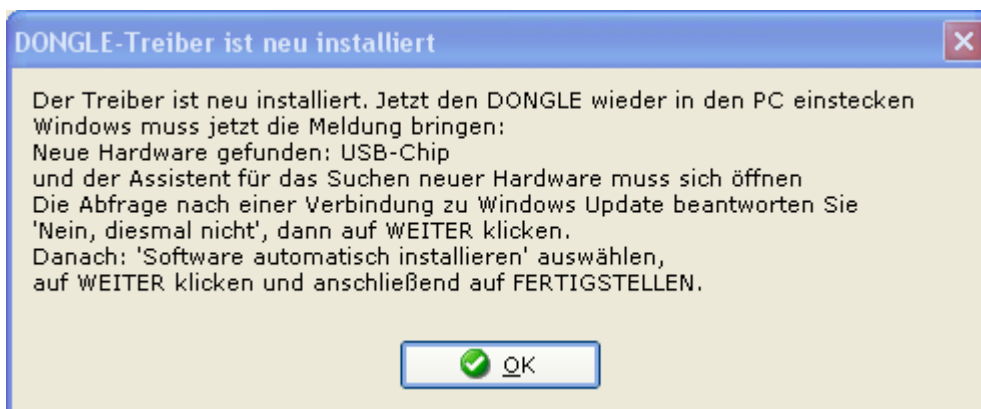 DONGLE-Treiber ist neu installiert
Der Treiber ist neu installiert. Jetzt den DONGLE wieder in den PC einstecken
Windows muss jetzt die Meldung bringen:
Neue Hardware gefunden: USB-Chip
und der Assistent für das Suchen neuer Hardware muss sich öffnen
Die Abfrage nach einer Verbindung zu Windows Update beantworten Sie
'Nein, diesmal nicht', dann auf WEITER klicken.
Danach: 'Software automatisch installieren' auswählen,
auf WEITER klicken und anschließend auf FERTIGSTELLEN.
OK